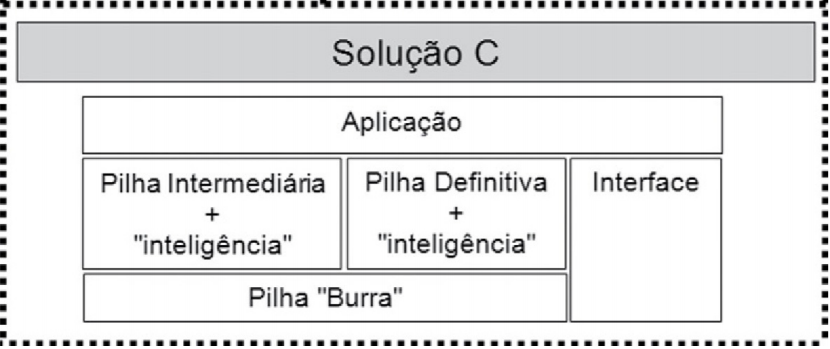 Solução C
Aplicação
Pilha Intermediária
+
"inteligência"
Pilha Definitiva
+
"inteligência"
Interface
Pilha "Burra"